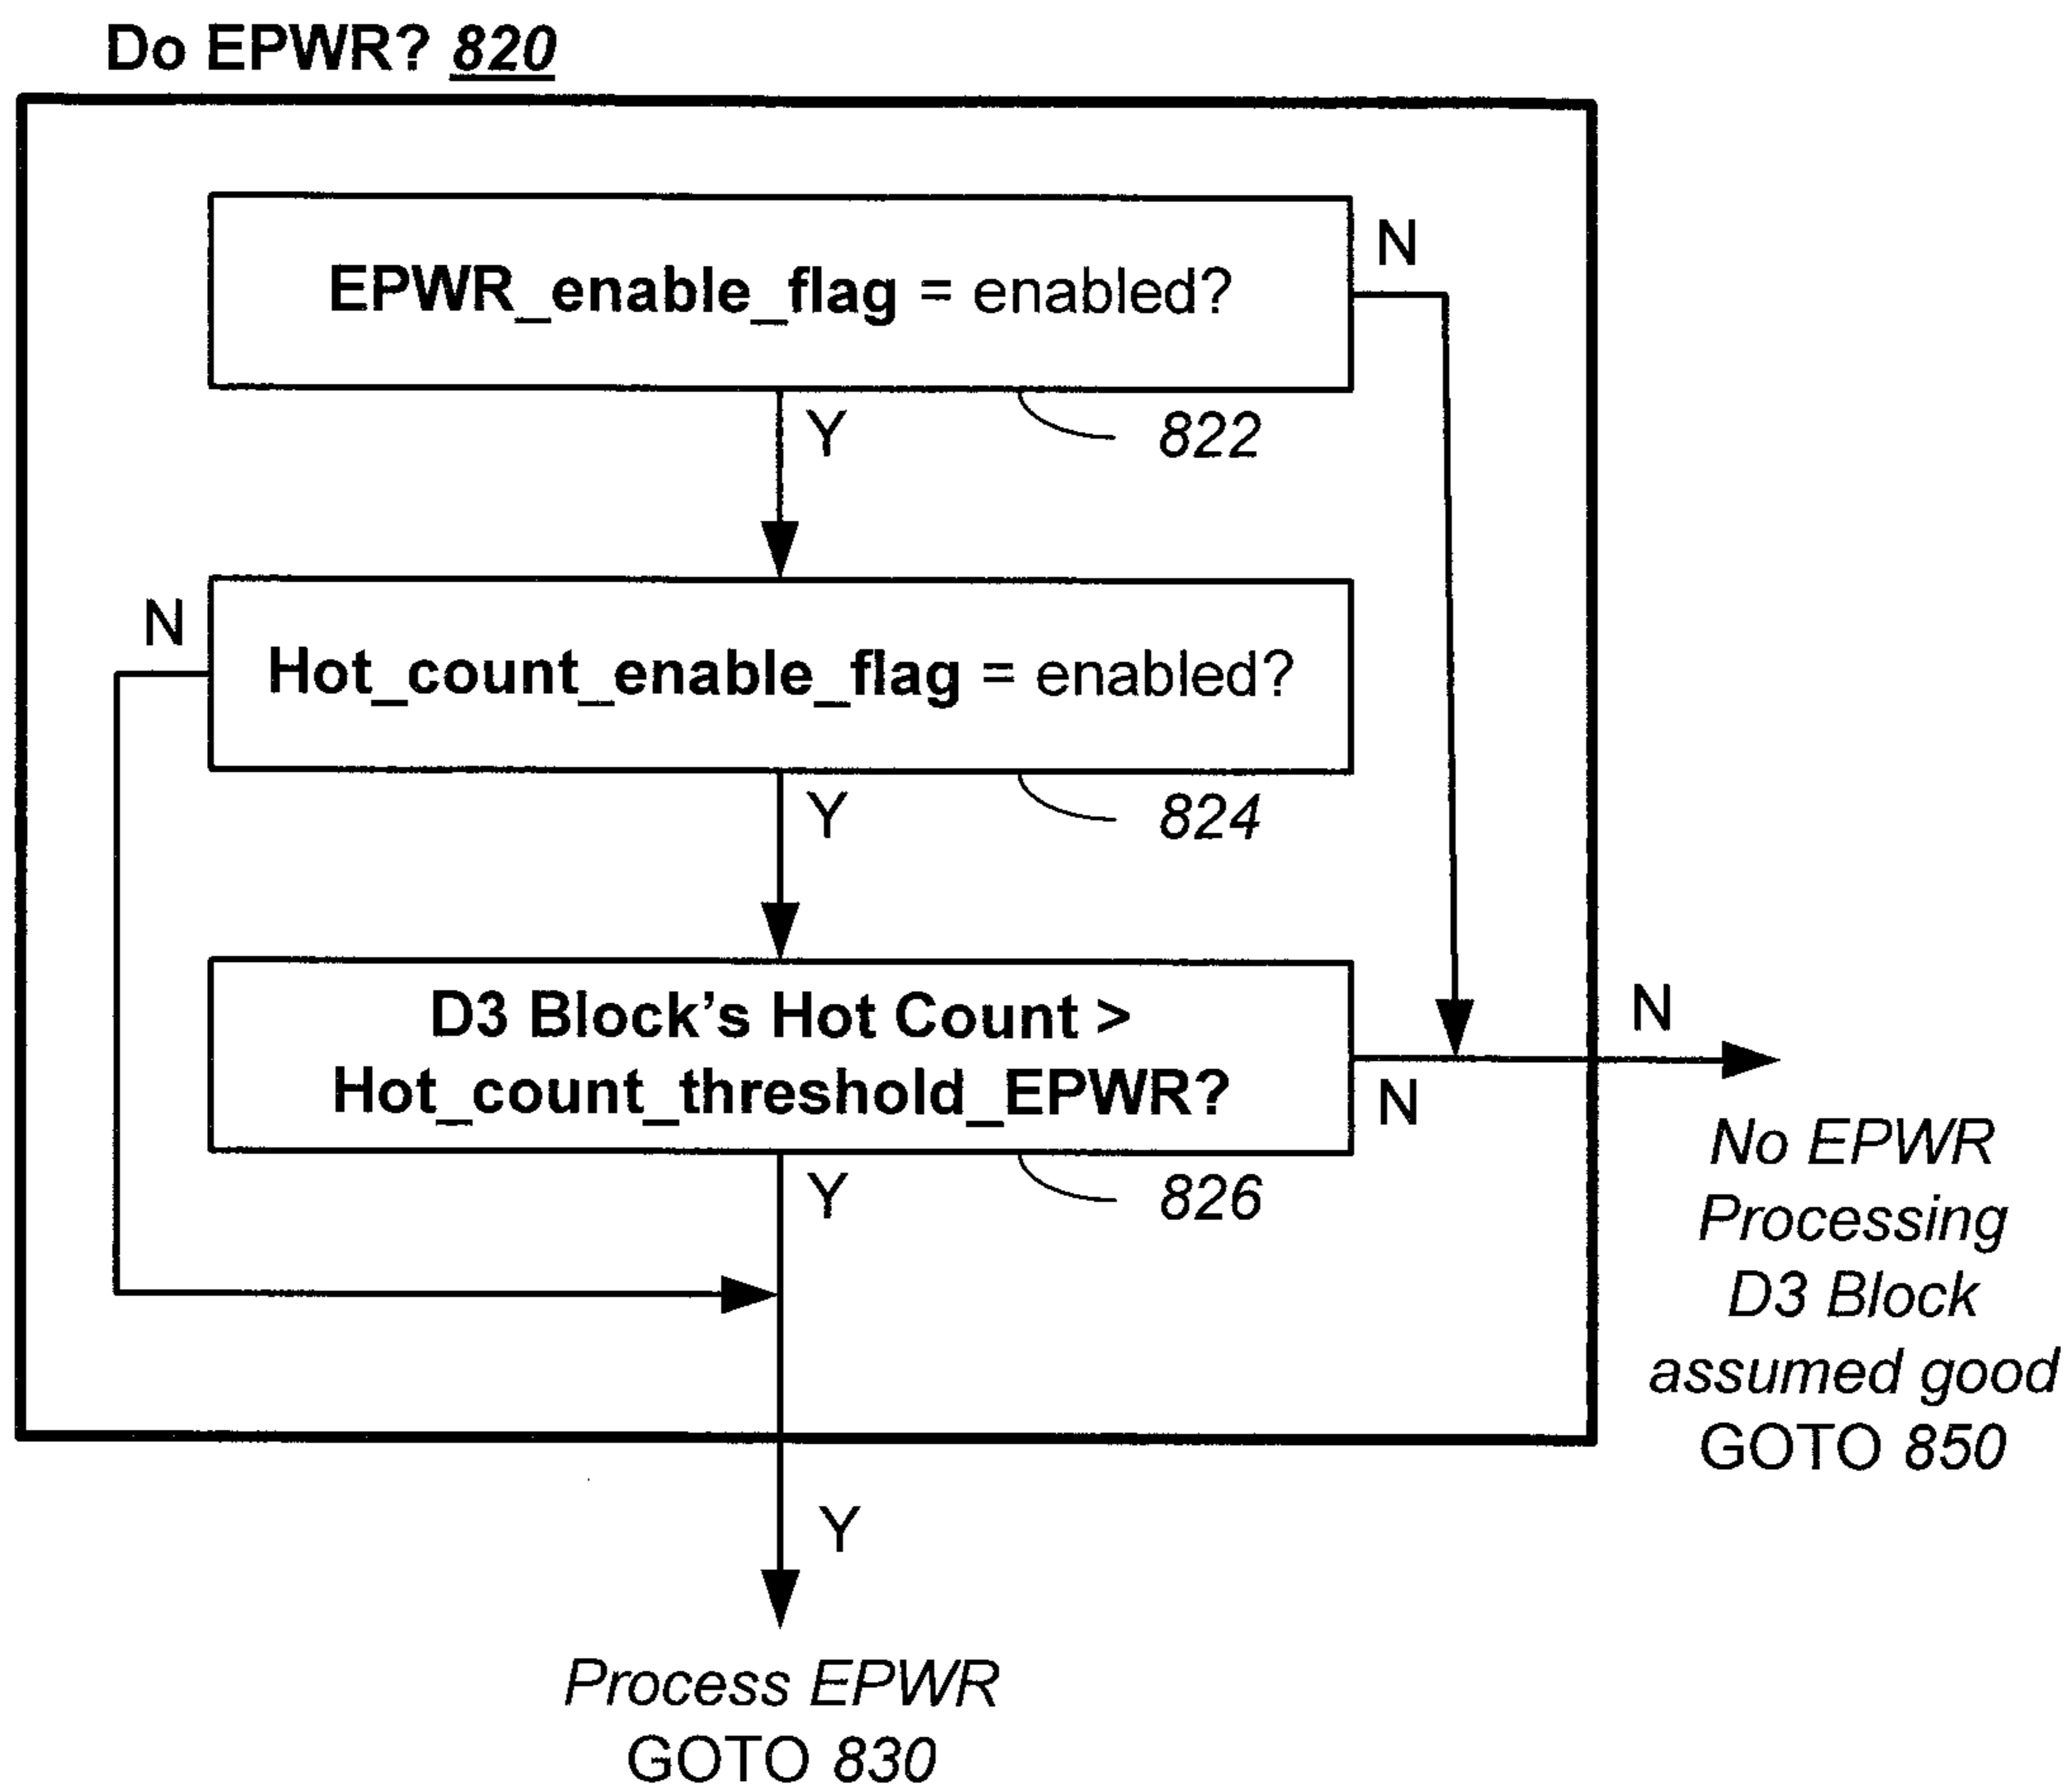 Do EPWR? 820
EPWR_enable_flag = enabled?
N
Y
822
N
Hot_count_enable_flag = enabled?
Y
824
D3 Block's Hot Count >
Hot_count_threshold_EPWR?
N
N
Y
826
No EPWR
Processing
D3 Block
assumed good
GOTO 850
Y
Process EPWR
GOTO 830